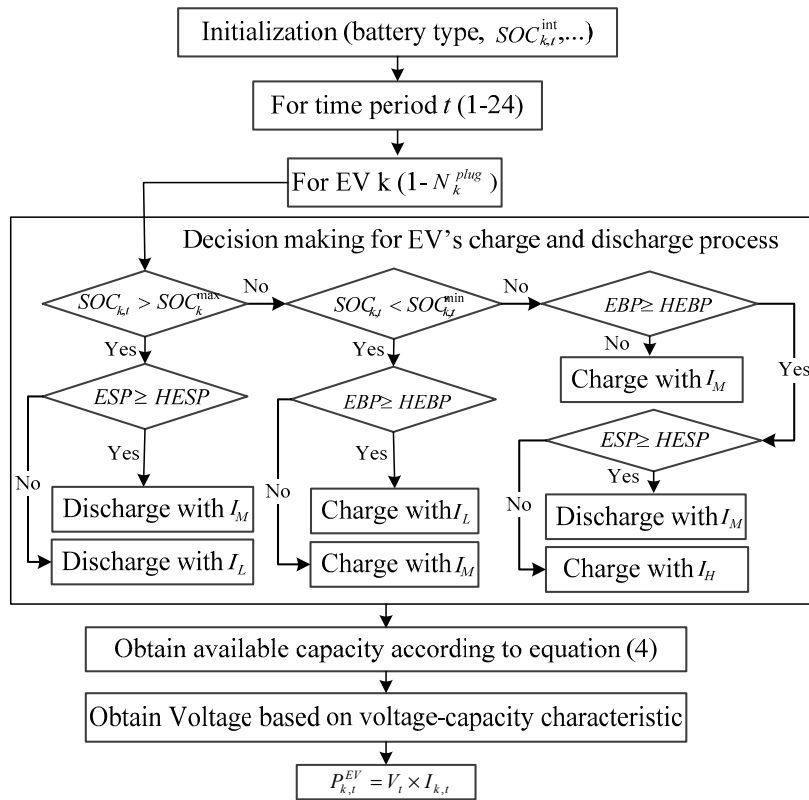 Initialization (battery type, SOC_{k,t}^{int},...)
For time period t (1-24)
For EV k (1- N_k^{plug})
Decision making for EV's charge and discharge process
SOC_{k,t} > SOC_k^{max}
No
SOC_{k,t} < SOC_{k,t}^{min}
No
EBP ≥ HEBP
Yes
Yes
No
Yes
Charge with I_M
ESP ≥ HESP
EBP ≥ HEBP
ESP ≥ HESP
Yes
Yes
Yes
No
No
No
Discharge with I_M
Charge with I_L
Discharge with I_M
Discharge with I_L
Charge with I_M
Charge with I_H
Obtain available capacity according to equation (4)
Obtain Voltage based on voltage-capacity characteristic
P_{k,t}^{EV} = V_t × I_{k,t}